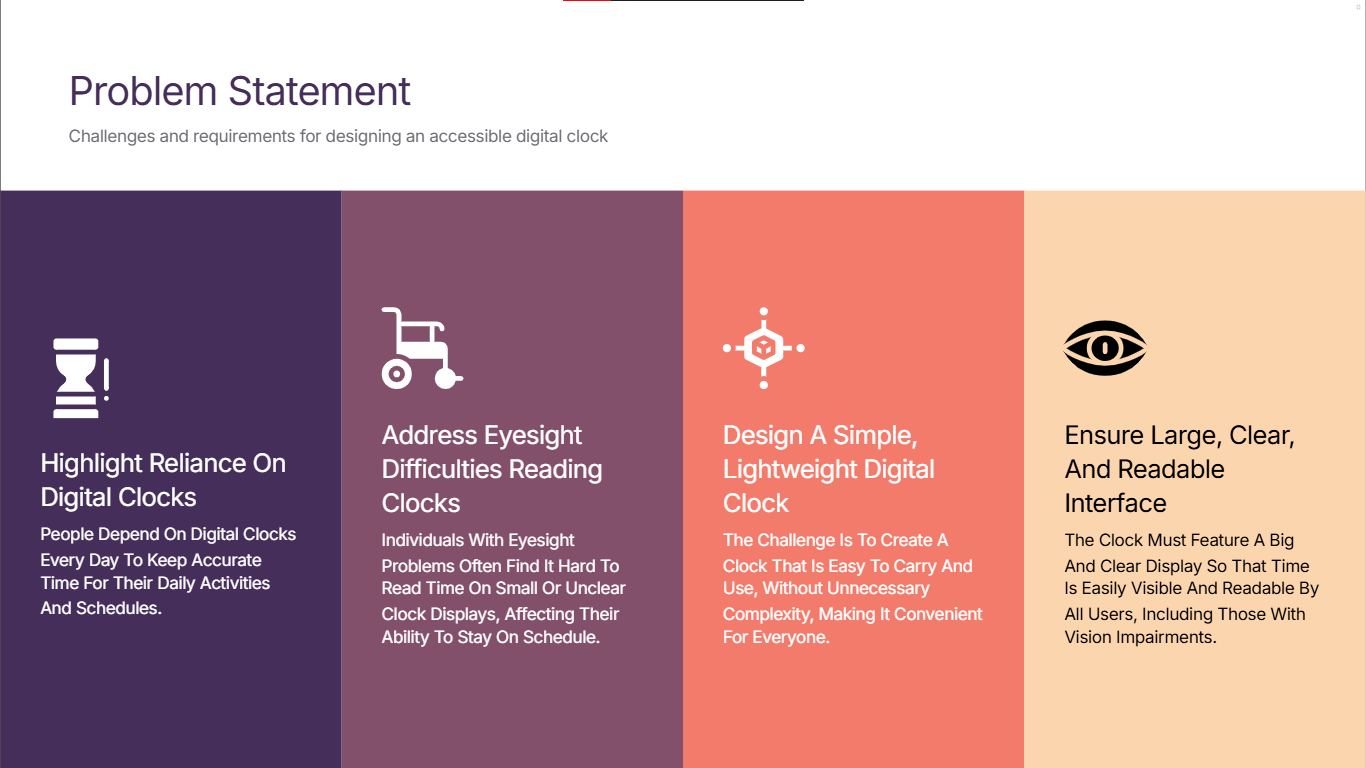 Problem Statement
Challenges and requirements for designing an accessible digital clock
Highlight Reliance On
Digital Clocks
People Depend On Digital Clocks
Every Day To Keep Accurate
Time For Their Daily Activities
And Schedules.
Address Eyesight
Difficulties Reading
Clocks
Individuals With Eyesight
Problems Often Find It Hard To
Read Time On Small Or Unclear
Clock Displays, Affecting Their
Ability To Stay On Schedule.
Design A Simple,
Lightweight Digital
Clock
The Challenge Is To Create A
Clock That Is Easy To Carry And
Use, Without Unnecessary
Complexity, Making It Convenient
For Everyone.
Ensure Large, Clear,
And Readable
Interface
The Clock Must Feature A Big
And Clear Display So That Time
Is Easily Visible And Readable By
All Users, Including Those With
Vision Impairments.